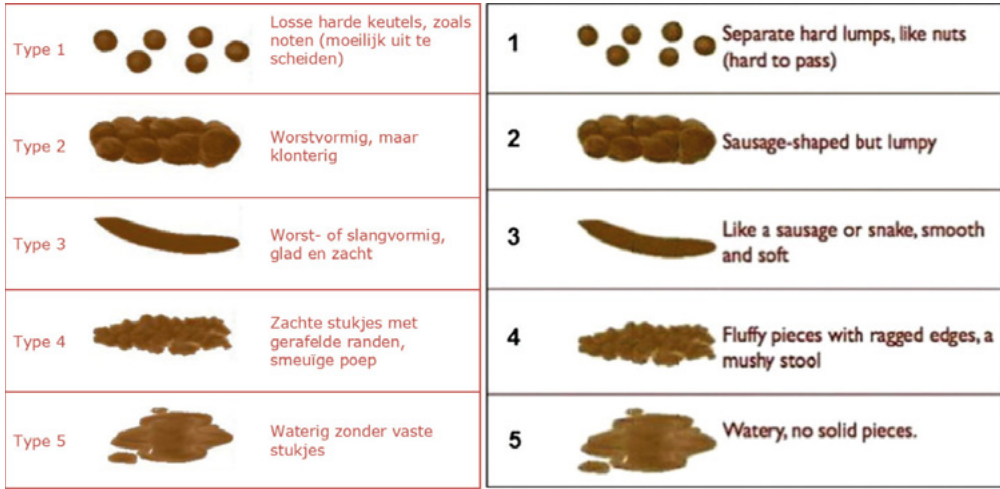 Type 1
Losse harde keutels, zoals
noten (moeilijk uit te
scheiden)
Type 2
Worstvormig, maar
klonterig
Type 3
Worst- of slangvormig,
glad en zacht
Type 4
Zachte stukjes met
gerafelde randen,
smeuïge poep
Type 5
Waterig zonder vaste
stukjes
1
Separate hard lumps, like nuts
(hard to pass)
2
Sausage-shaped but lumpy
3
Like a sausage or snake, smooth
and soft
4
Fluffy pieces with ragged edges, a
mushy stool
5
Watery, no solid pieces.